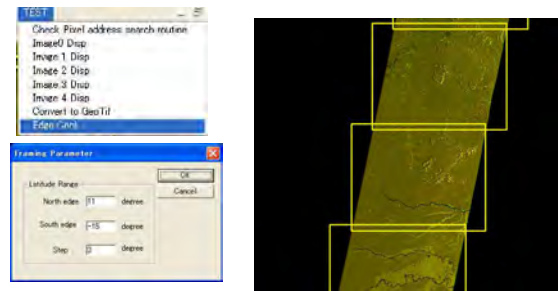 TEST
Check Pixel address search routine
Image0 Disp
Image 1 Disp
Image 2 Disp
Image 3 Disp
Image 4 Disp
Convert to GeoTif
Edge
Framing Parameter
OK
Cancel
Latitude Range
North edge 11 degree
South edge -15 degree
Step degree